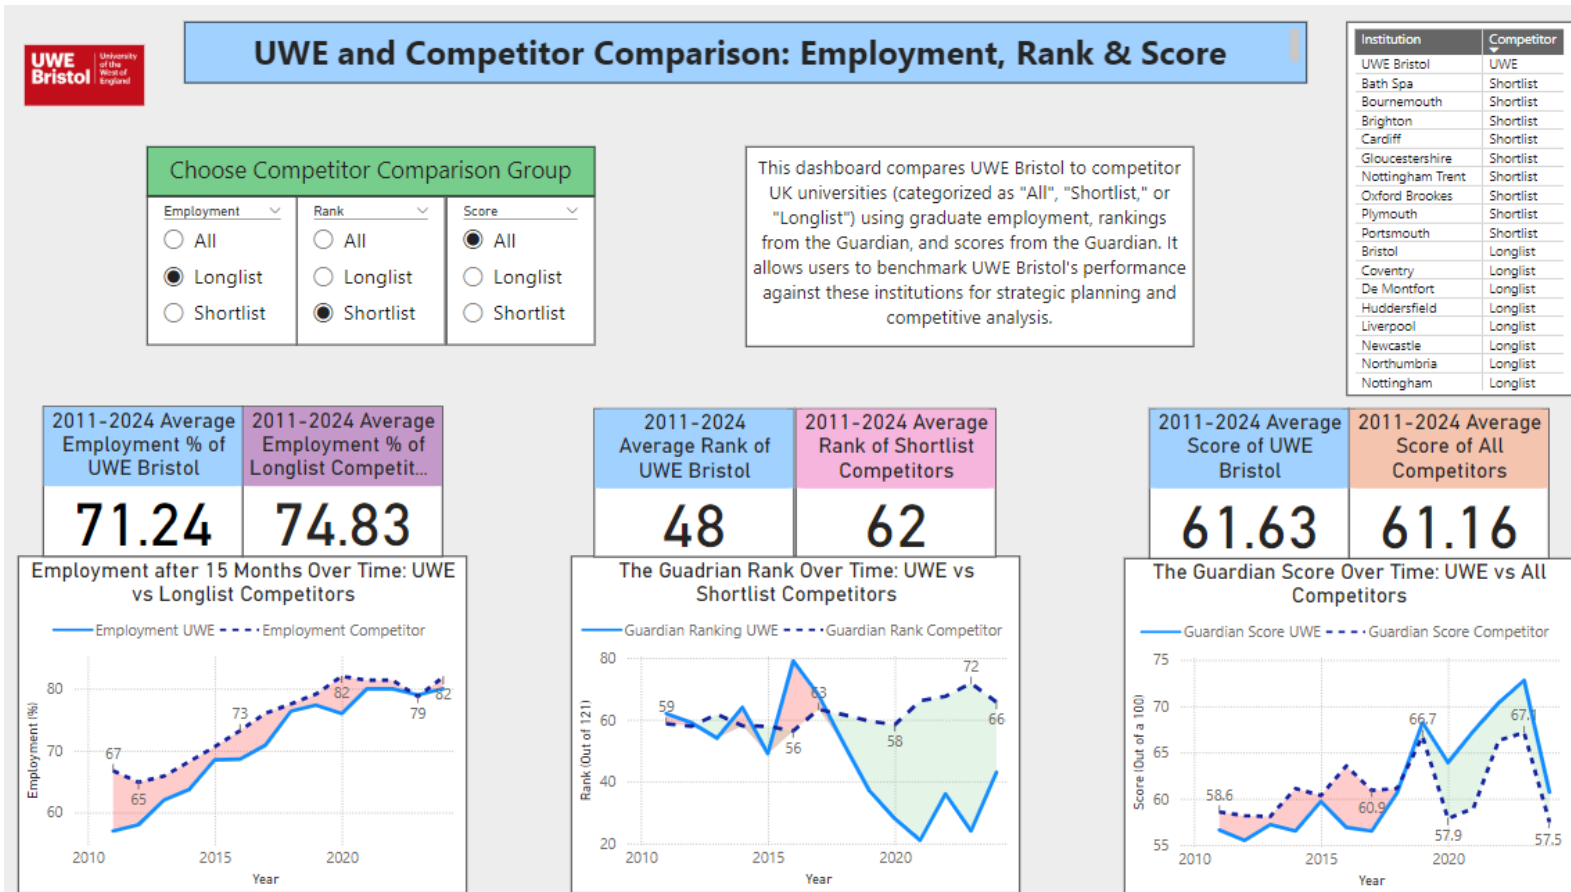 UWE Bristol
University of the West of England
UWE and Competitor Comparison: Employment, Rank & Score
Institution Competitor
UWE Bristol UWE
Bath Spa Shortlist
Bournemouth Shortlist
Brighton Shortlist
Cardiff Shortlist
Gloucestershire Shortlist
Nottingham Trent Shortlist
Oxford Brookes Shortlist
Plymouth Shortlist
Portsmouth Shortlist
Bristol Longlist
Coventry Longlist
De Montfort Longlist
Huddersfield Longlist
Liverpool Longlist
Newcastle Longlist
Northumbria Longlist
Nottingham Longlist
Choose Competitor Comparison Group
Employment Rank Score
All All All
Longlist Longlist Longlist
Shortlist Shortlist Shortlist
This dashboard compares UWE Bristol to competitor
UK universities (categorized as "All", "Shortlist," or
"Longlist") using graduate employment, rankings
from the Guardian, and scores from the Guardian. It
allows users to benchmark UWE Bristol's performance
against these institutions for strategic planning and
competitive analysis.
2011-2024 Average
Employment % of
UWE Bristol
71.24
2011-2024 Average
Employment % of
Longlist Competit...
74.83
Employment after 15 Months Over Time: UWE
vs Longlist Competitors
Employment UWE Employment Competitor
Employment (%)
80
70
60
67
65
73
82
79
82
2010 2015 2020
Year
2011-2024
Average Rank of
UWE Bristol
48
2011-2024 Average
Rank of Shortlist
Competitors
62
The Guadrian Rank Over Time: UWE vs
Shortlist Competitors
Guardian Ranking UWE Guardian Rank Competitor
Rank (Out of 121)
80
60
40
20
59
56
63
58
72
66
2010 2015 2020
Year
2011-2024 Average
Score of UWE
Bristol
61.63
2011-2024 Average
Score of All
Competitors
61.16
The Guardian Score Over Time: UWE vs All
Competitors
Guardian Score UWE Guardian Score Competitor
Score (Out of a 100)
75
70
65
60
55
58.6
60.9
66.7
57.9
67.1
57.5
2010 2015 2020
Year